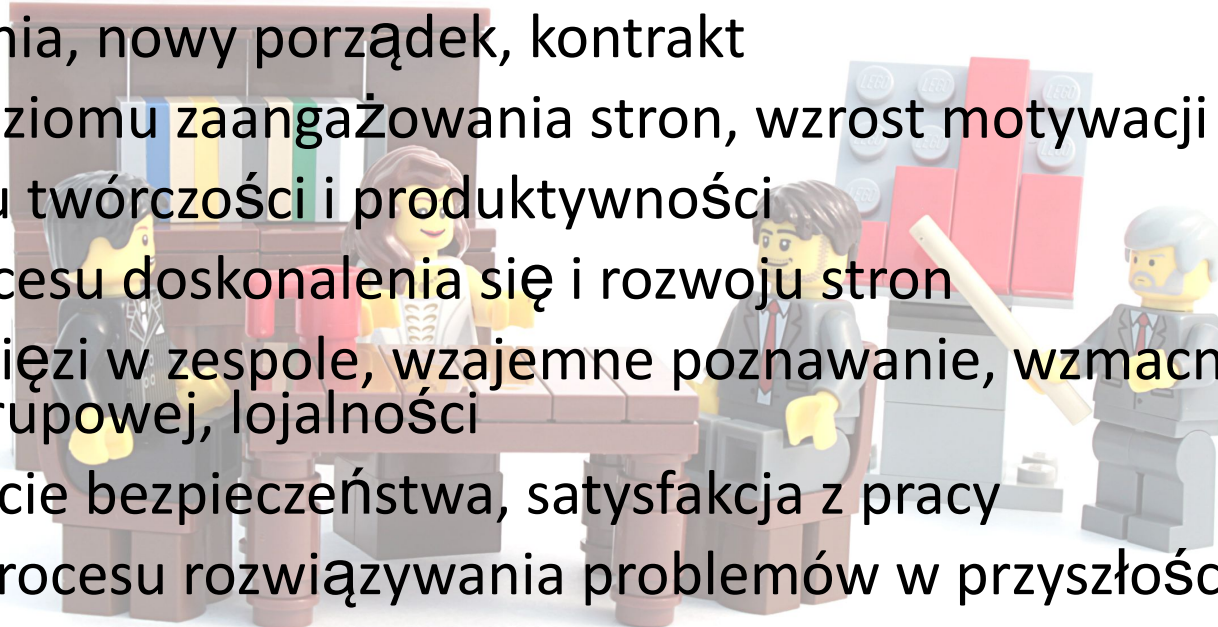 nia, nowy porządek, kontrakt
ziomu zaangażowania stron, wzrost motywacji
u twórczości i produktywności
cesu doskonalenia się i rozwoju stron
ięzi w zespole, wzajemne poznawanie, wzmacn
rupowej, lojalności
cie bezpieczeństwa, satysfakcja z pracy
rocesu rozwiązywania problemów w przyszłośc